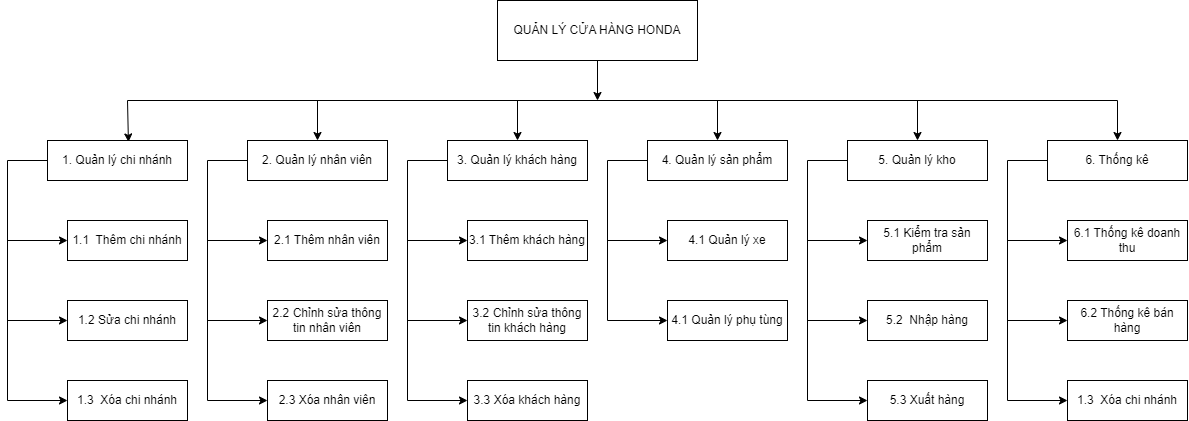 QUẢN LÝ CỬA HÀNG HONDA
1. Quản lý chi nhánh
2. Quản lý nhân viên
3. Quản lý khách hàng
4. Quản lý sản phẩm
5. Quản lý kho
6. Thống kê
1.1 Thêm chi nhánh
2.1 Thêm nhân viên
3.1 Thêm khách hàng
4.1 Quản lý xe
5.1 Kiểm tra sản
phẩm
6.1 Thống kê doanh
thu
1.2 Sửa chi nhánh
2.2 Chỉnh sửa thông
tin nhân viên
3.2 Chỉnh sửa thông
tin khách hàng
4.1 Quản lý phụ tùng
5.2 Nhập hàng
6.2 Thống kê bán
hàng
1.3 Xóa chi nhánh
2.3 Xóa nhân viên
3.3 Xóa khách hàng
5.3 Xuất hàng
1.3 Xóa chi nhánh